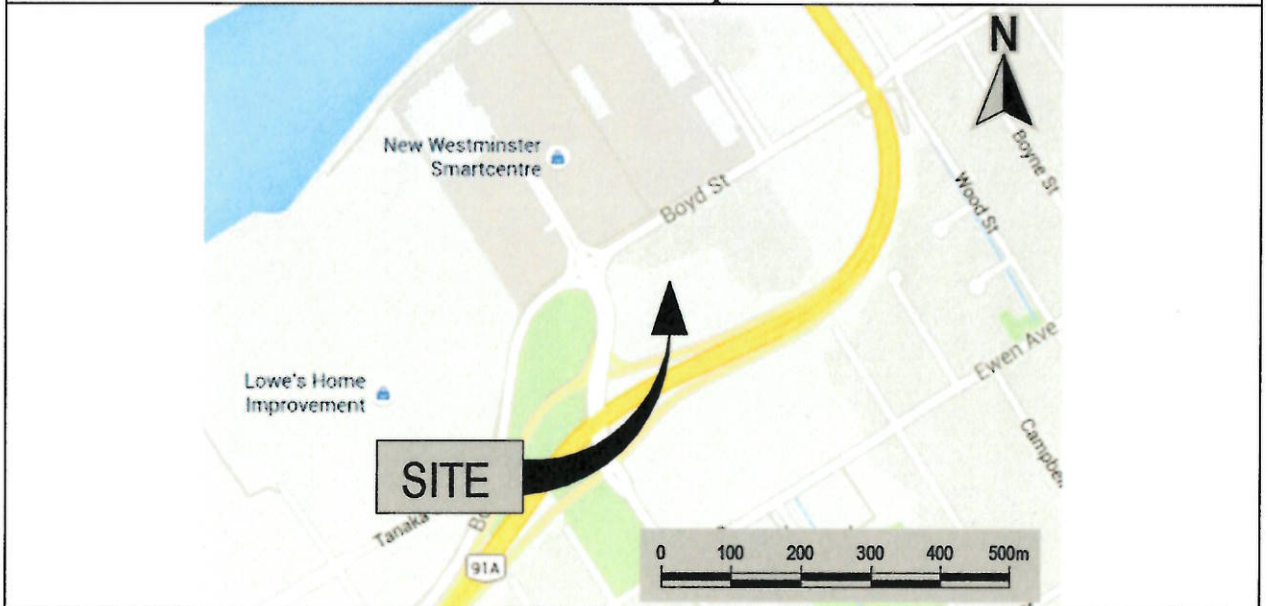 N
New Westminster
Smartcentre
Boyd St
Boyne St
Wood St
Ewen Ave
Lowe's Home
Improvement
SITE
Tanaka
91A
0 100 200 300 400 500m